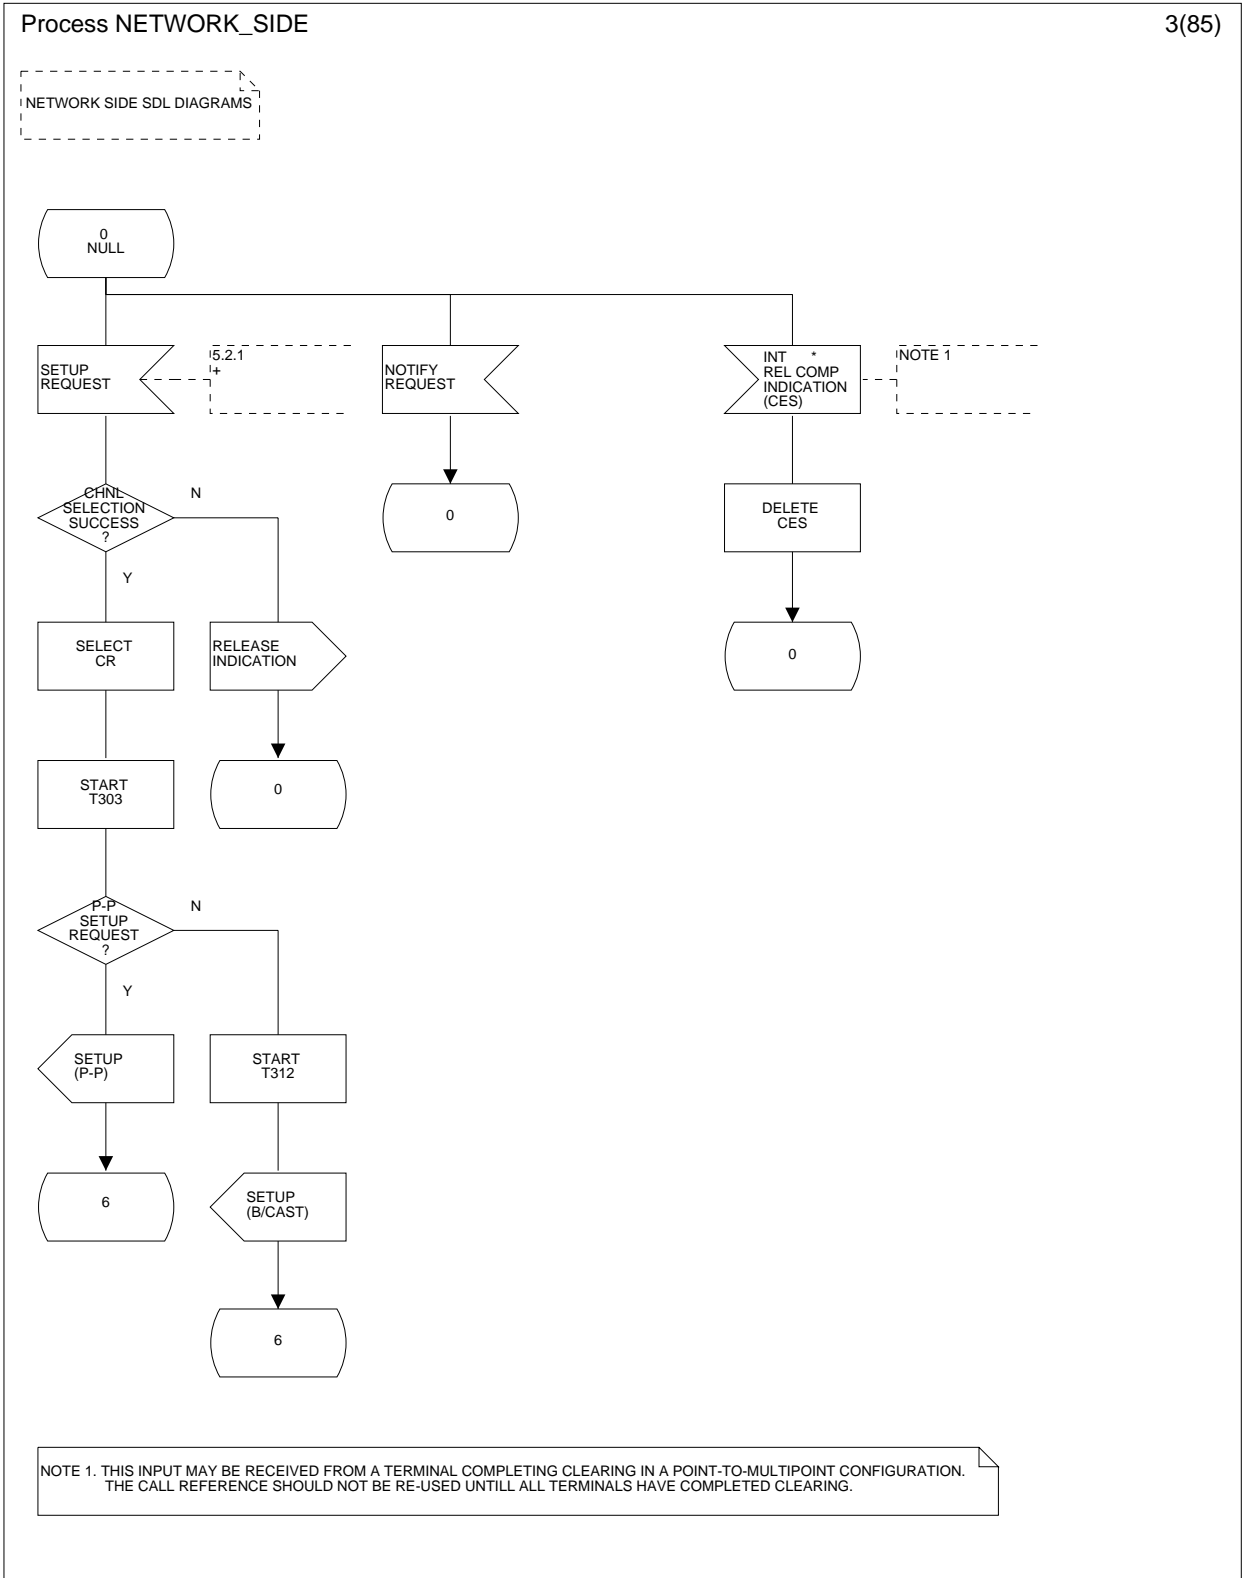 Process NETWORK_SIDE
3(85)
NETWORK SIDE SDL DIAGRAMS
0
NULL
SETUP
REQUEST
5.2.1
+
NOTIFY
REQUEST
INT *
REL COMP
INDICATION
(CES)
NOTE 1
CHNL
SELECTION
SUCCESS
?
N
Y
0
DELETE
CES
SELECT
CR
RELEASE
INDICATION
0
START
T303
0
P-P
SETUP
REQUEST
?
N
Y
SETUP
(P-P)
START
T312
6
SETUP
(B/CAST)
6
NOTE 1. THIS INPUT MAY BE RECEIVED FROM A TERMINAL COMPLETING CLEARING IN A POINT-TO-MULTIPOINT CONFIGURATION.
THE CALL REFERENCE SHOULD NOT BE RE-USED UNTILL ALL TERMINALS HAVE COMPLETED CLEARING.